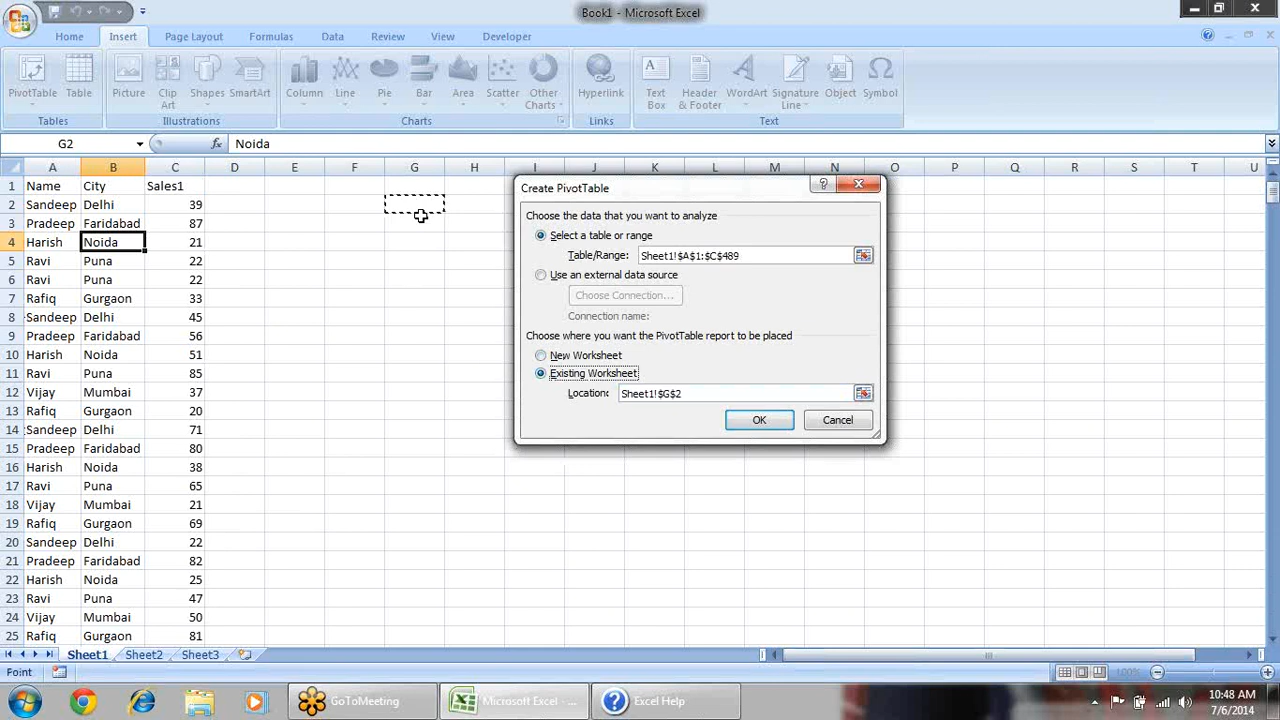 Book1 - Microsoft Excel
Home Insert Page Layout Formulas Data Review View Developer
PivotTable Table Picture Clip Art Shapes SmartArt Column Line Pie Bar Area Scatter Other Charts Hyperlink Text Box Header & Footer WordArt Signature Line Object Symbol
Tables Illustrations Charts Links Text
G2 fx Noida
A B C D E F G H I J K L M N O P Q R S T U
1 Name City Sales1
2 Sandeep Delhi 39
3 Pradeep Faridabad 87
4 Harish Noida 21
5 Ravi Puna 22
6 Ravi Puna 22
7 Rafiq Gurgaon 33
8 Sandeep Delhi 45
9 Pradeep Faridabad 56
10 Harish Noida 51
11 Ravi Puna 85
12 Vijay Mumbai 37
13 Rafiq Gurgaon 20
14 Sandeep Delhi 71
15 Pradeep Faridabad 80
16 Harish Noida 38
17 Ravi Puna 65
18 Vijay Mumbai 21
19 Rafiq Gurgaon 69
20 Sandeep Delhi 22
21 Pradeep Faridabad 82
22 Harish Noida 25
23 Ravi Puna 47
24 Vijay Mumbai 50
25 Rafiq Gurgaon 81
Create PivotTable
Choose the data that you want to analyze
Select a table or range
Table/Range: Sheet1!$A$1:$C$489
Use an external data source
Choose Connection...
Connection name:
Choose where you want the PivotTable report to be placed
New Worksheet
Existing Worksheet
Location: Sheet1!$G$2
OK Cancel
Sheet1 Sheet2 Sheet3
Point 100%
GoToMeeting Microsoft Excel - ... Excel Help
10:48 AM
7/6/2014